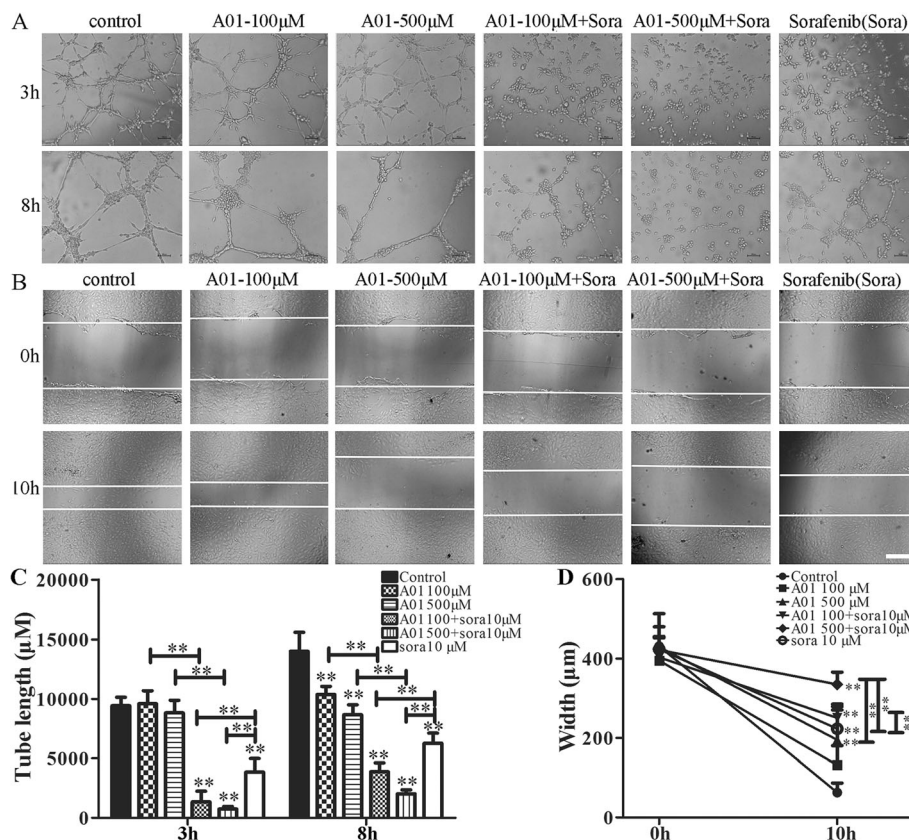 A
control A01-100μM A01-500μM A01-100μM+Sora A01-500μM+Sora Sorafenib(Sora)
3h
8h
B
control A01-100μM A01-500μM A01-100μM+Sora A01-500μM+Sora Sorafenib(Sora)
0h
10h
C
Tube length (μM)
20000
15000
10000
5000
0
Control
A01 100μM
A01 500μM
A01 100+sora10μM
A01 500+sora10μM
sora10 μM
** ** ** ** ** ** **
** ** ** ** ** ** ** ** **
3h 8h
D
Width (μm)
600
400
200
0
Control
A01 100 μM
A01 500 μM
A01 100+sora10μM
A01 500+sora10μM
sora 10 μM
**
**
**
**
** ** **
0h 10h